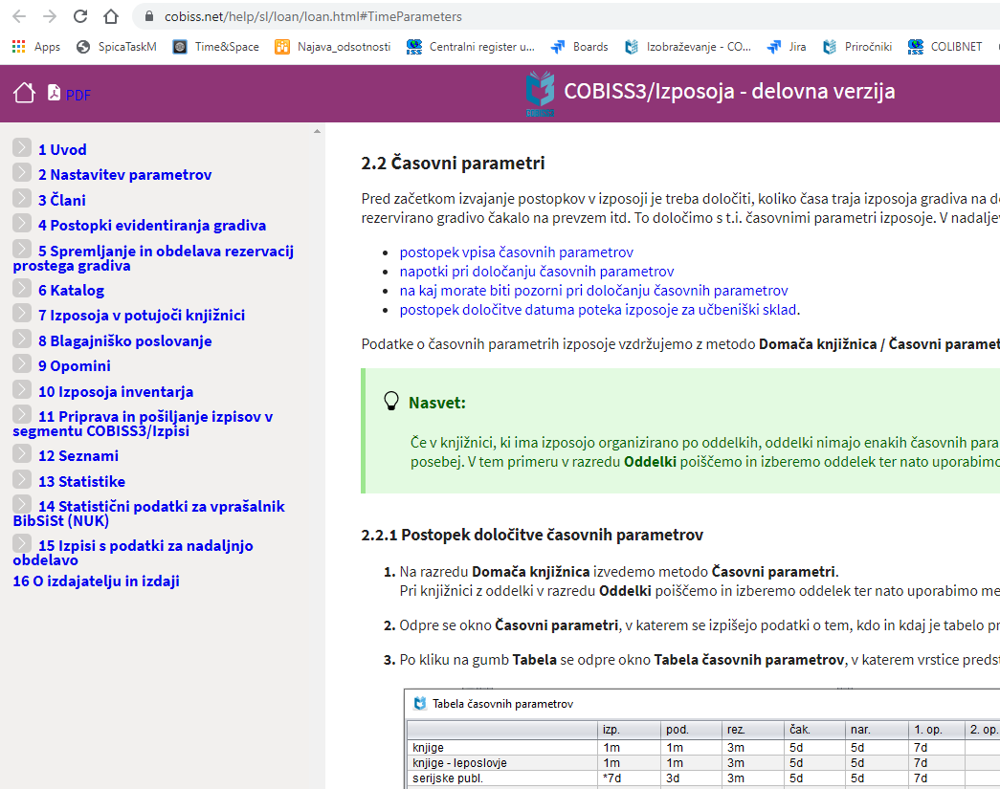 cobiss.net/help/sl/loan/loan.html#TimeParameters
Apps SpicaTaskM Time&Space Najava_odsotnosti Centralni register u... Boards Izobraževanje - CO... Jira Priročniki COLIBNET
PDF
COBISS3/Izposoja - delovna verzija
1 Uvod
2 Nastavitev parametrov
3 Člani
4 Postopki evidentiranja gradiva
5 Spremljanje in obdelava rezervacij
prostega gradiva
6 Katalog
7 Izposoja v potujoči knjižnici
8 Blagajniško poslovanje
9 Opomini
10 Izposoja inventarja
11 Priprava in pošiljanje izpisov v
segmentu COBISS3/Izpisi
12 Seznami
13 Statistike
14 Statistični podatki za vprašalnik
BibSiSt (NUK)
15 Izpisi s podatki za nadaljnjo
obdelavo
16 O izdajatelju in izdaji
2.2 Časovni parametri
Pred začetkom izvajanje postopkov v izposoji je treba določiti, koliko časa traja izposoja gradiva na
rezervirano gradivo čakalo na prevzem itd. To določimo s t.i. časovnimi parametri izposoje. V nadaljev
postopek vpisa časovnih parametrov
napotki pri določanju časovnih parametrov
na kaj morate biti pozorni pri določanju časovnih parametrov
postopek določitve datuma poteka izposoje za učbeniški sklad.
Podatke o časovnih parametrih izposoje vzdržujemo z metodo Domača knjižnica / Časovni paramet
Nasvet:
Če v knjižnici, ki ima izposojo organizirano po oddelkih, oddelki nimajo enakih časovnih para
posebej. V tem primeru v razredu Oddelki poiščemo in izberemo oddelek ter nato uporabimo
2.2.1 Postopek določitve časovnih parametrov
1. Na razredu Domača knjižnica izvedemo metodo Časovni parametri.
Pri knjižnici z oddelki v razredu Oddelki poiščemo in izberemo oddelek ter nato uporabimo me
2. Odpre se okno Časovni parametri, v katerem se izpišejo podatki o tem, kdo in kdaj je tabelo pr
3. Po kliku na gumb Tabela se odpre okno Tabela časovnih parametrov, v katerem vrstice predst
Tabela časovnih parametrov
izp. pod. rez. čak. nar. 1. op. 2. op.
knjige 1m 1m 3m 5d 5d 7d
knjige - leposlovje 1m 1m 3m 5d 5d 7d
serijske publ. *7d 3d 3m 5d 5d 7d